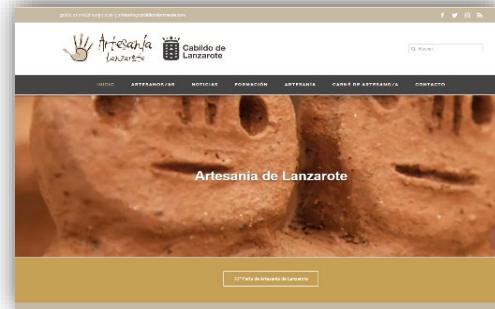 Artesanía
Lanzarote
Cabildo de
Lanzarote
INICIO ARTESANOS/AS NOTICIAS FORMACIÓN ARTESANÍA CARNÉ DE ARTESANO/A CONTACTO
Artesanía de Lanzarote
Feria de Artesanía de Lanzarote